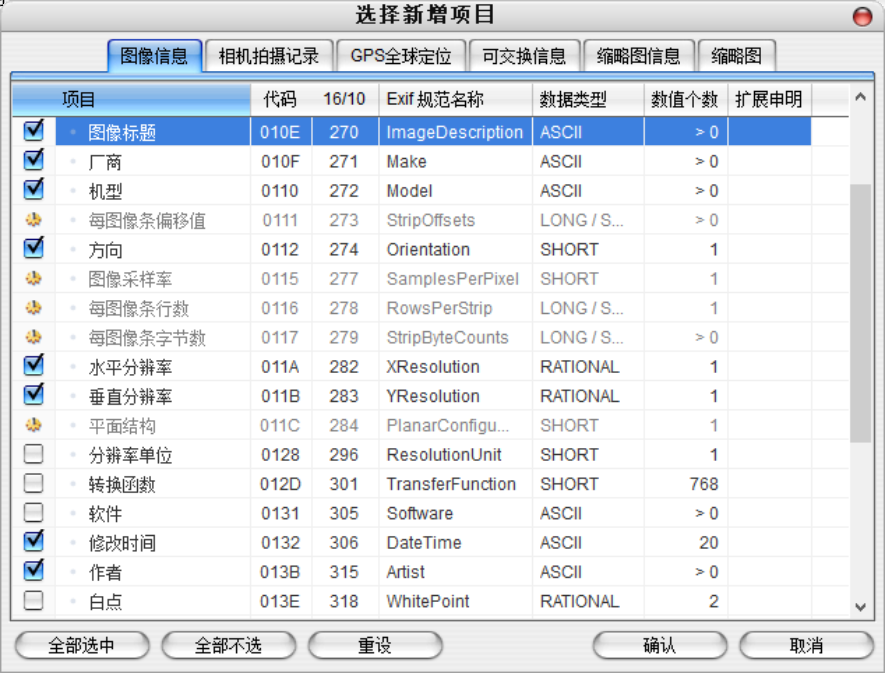 选择新增项目
图像信息 相机拍摄记录 GPS全球定位 可交换信息 缩略图信息 缩略图
项目 代码 16/10 Exif 规范名称 数据类型 数值个数 扩展申明
图像标题 010E 270 ImageDescription ASCII > 0
厂商 010F 271 Make ASCII > 0
机型 0110 272 Model ASCII > 0
每图像条偏移值 0111 273 StripOffsets LONG / S... > 0
方向 0112 274 Orientation SHORT 1
图像采样率 0115 277 SamplesPerPixel SHORT 1
每图像条行数 0116 278 RowsPerStrip LONG / S... 1
每图像条字节数 0117 279 StripByteCounts LONG / S... > 0
水平分辨率 011A 282 XResolution RATIONAL 1
垂直分辨率 011B 283 YResolution RATIONAL 1
平面结构 011C 284 PlanarConfigu... SHORT 1
分辨率单位 0128 296 ResolutionUnit SHORT 1
转换函数 012D 301 TransferFunction SHORT 768
软件 0131 305 Software ASCII > 0
修改时间 0132 306 DateTime ASCII 20
作者 013B 315 Artist ASCII > 0
白点 013E 318 WhitePoint RATIONAL 2
全部选中 全部不选 重设 确认 取消